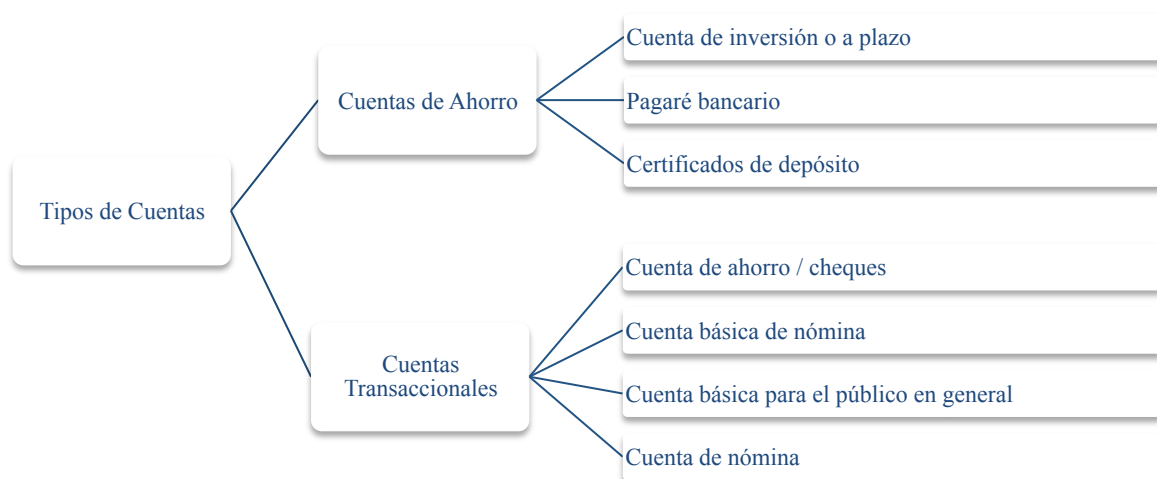 Tipos de Cuentas
Cuentas de Ahorro
Cuenta de inversión o a plazo
Pagaré bancario
Certificados de depósito
Cuentas
Transaccionales
Cuenta de ahorro / cheques
Cuenta básica de nómina
Cuenta básica para el público en general
Cuenta de nómina